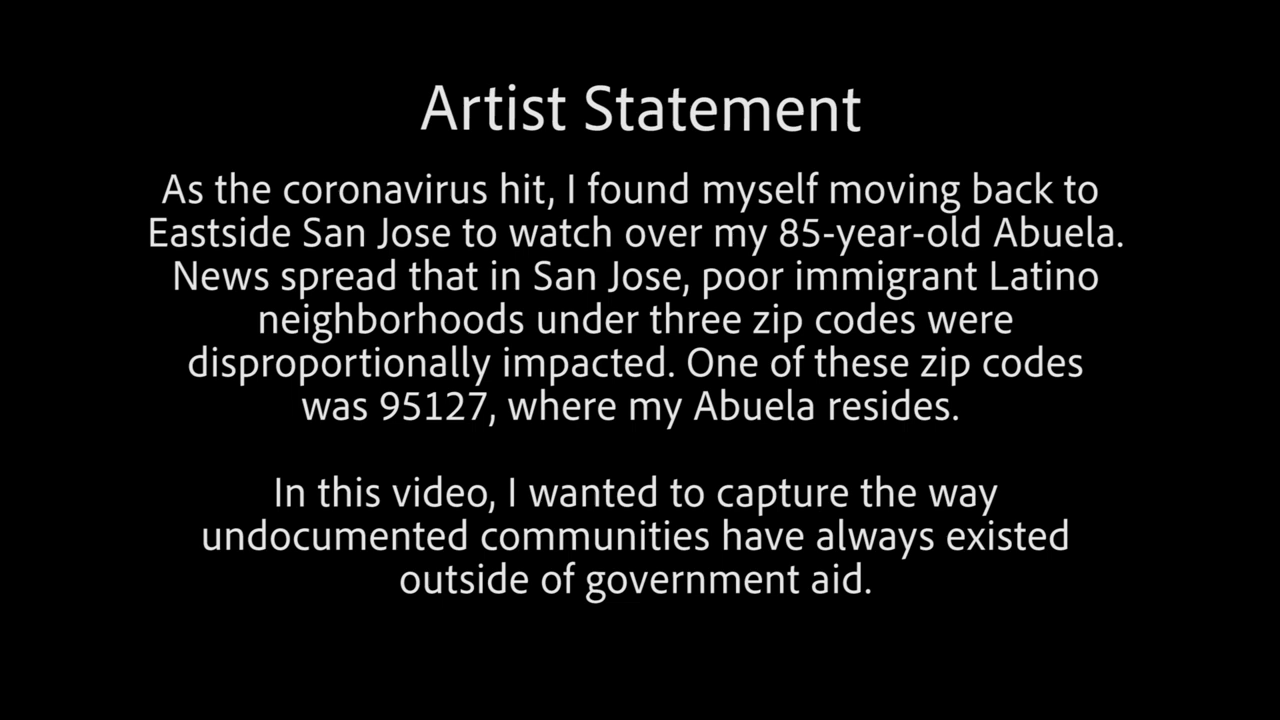 Artist Statement
As the coronavirus hit, I found myself moving back to
Eastside San Jose to watch over my 85-year-old Abuela.
News spread that in San Jose, poor immigrant Latino
neighborhoods under three zip codes were
disproportionally impacted. One of these zip codes
was 95127, where my Abuela resides.
In this video, I wanted to capture the way
undocumented communities have always existed
outside of government aid.